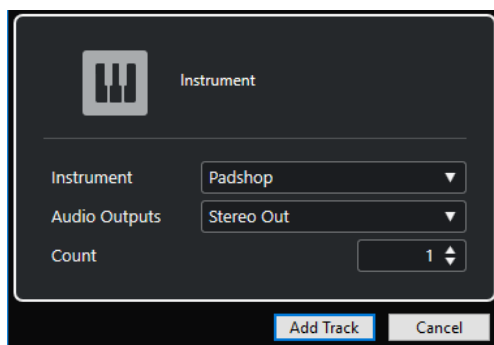 Instrument
Instrument Padshop
Audio Outputs Stereo Out
Count 1
Add Track Cancel